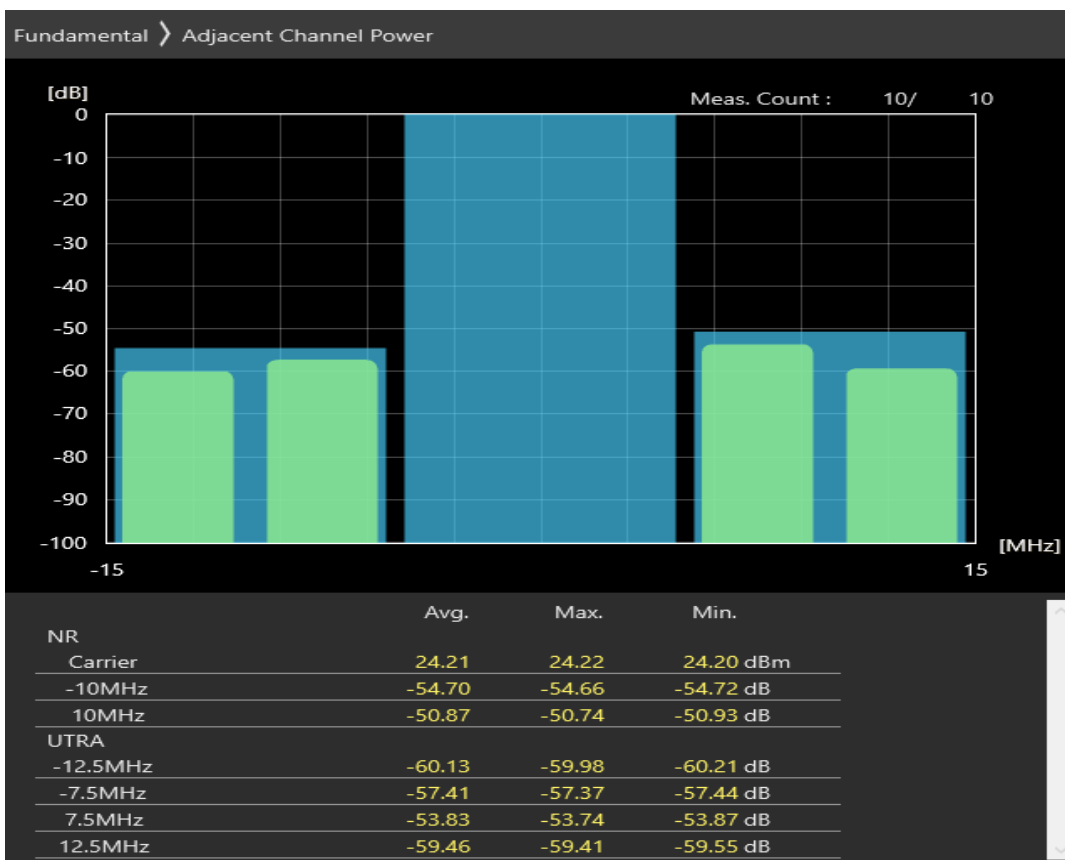 Fundamental 〉 Adjacent Channel Power
[dB]
Meas. Count : 10/ 10
0
-10
-20
-30
-40
-50
-60
-70
-80
-90
-100
[MHz]
-15 15
Avg. Max. Min.
NR
Carrier 24.21 24.22 24.20 dBm
-10MHz -54.70 -54.66 -54.72 dB
10MHz -50.87 -50.74 -50.93 dB
UTRA
-12.5MHz -60.13 -59.98 -60.21 dB
-7.5MHz -57.41 -57.37 -57.44 dB
7.5MHz -53.83 -53.74 -53.87 dB
12.5MHz -59.46 -59.41 -59.55 dB